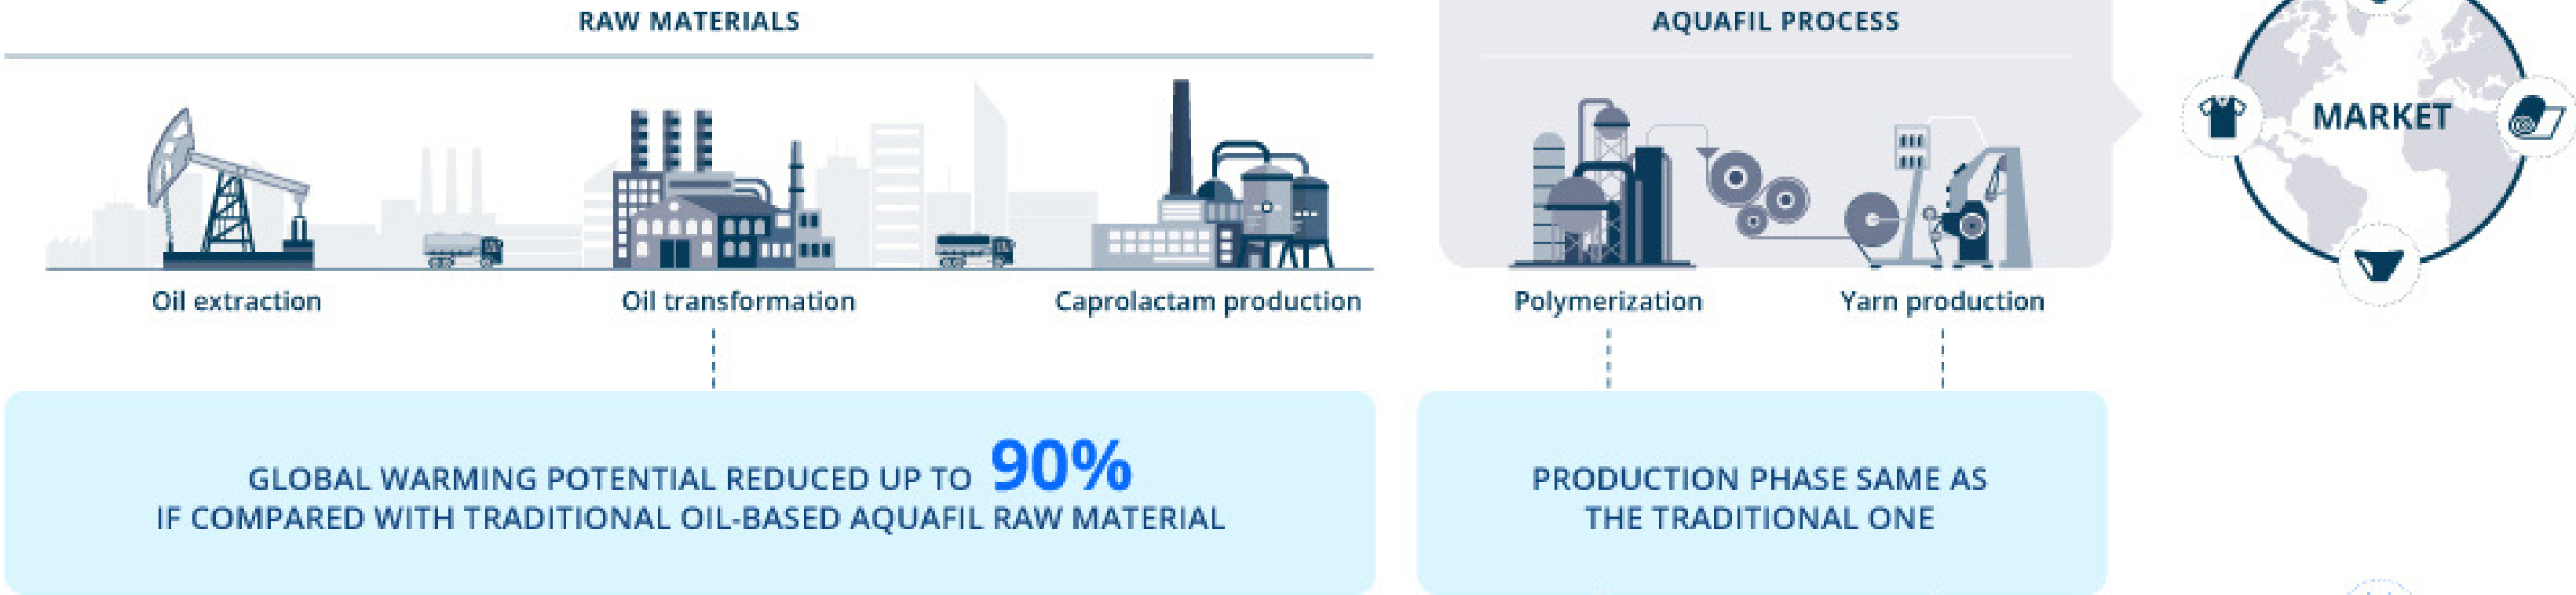 RAW MATERIALS
AQUAFIL PROCESS
MARKET
Oil extraction
Oil transformation
Caprolactam production
Polymerization
Yarn production
GLOBAL WARMING POTENTIAL REDUCED UP TO 90%
IF COMPARED WITH TRADITIONAL OIL-BASED AQUAFIL RAW MATERIAL
PRODUCTION PHASE SAME AS
THE TRADITIONAL ONE